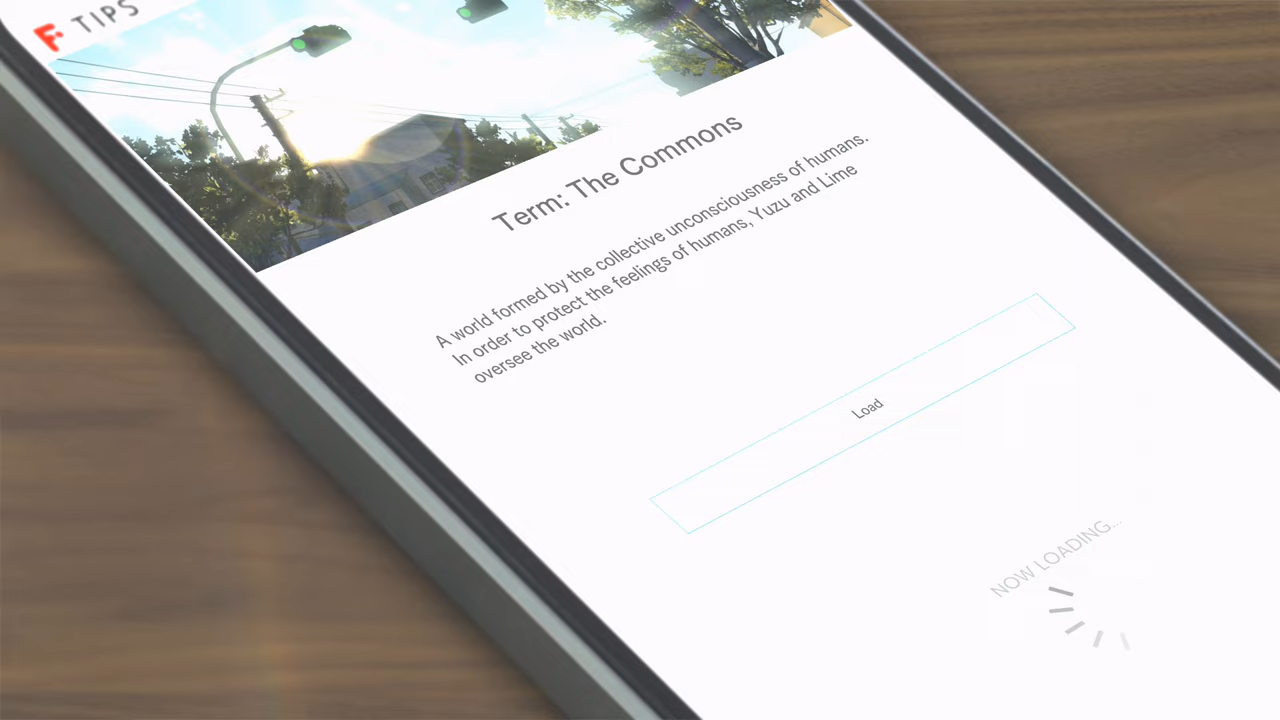 F TIPS
Term: The Commons
A world formed by the collective unconsciousness of humans.
In order to protect the feelings of humans, Yuzu and Lime
oversee the world.
Load
NOW LOADING...